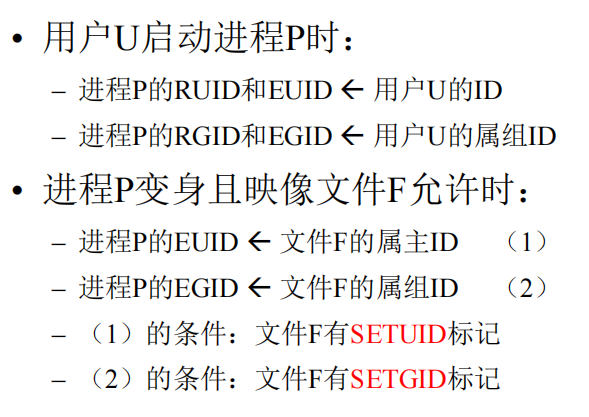 • 用户U启动进程P时：
– 进程P的RUID和EUID ← 用户U的ID
– 进程P的RGID和EGID ← 用户U的属组ID
• 进程P变身且映像文件F允许时：
– 进程P的EUID ← 文件F的属主ID （1）
– 进程P的EGID ← 文件F的属组ID （2）
– （1）的条件：文件F有SETUID标记
– （2）的条件：文件F有SETGID标记